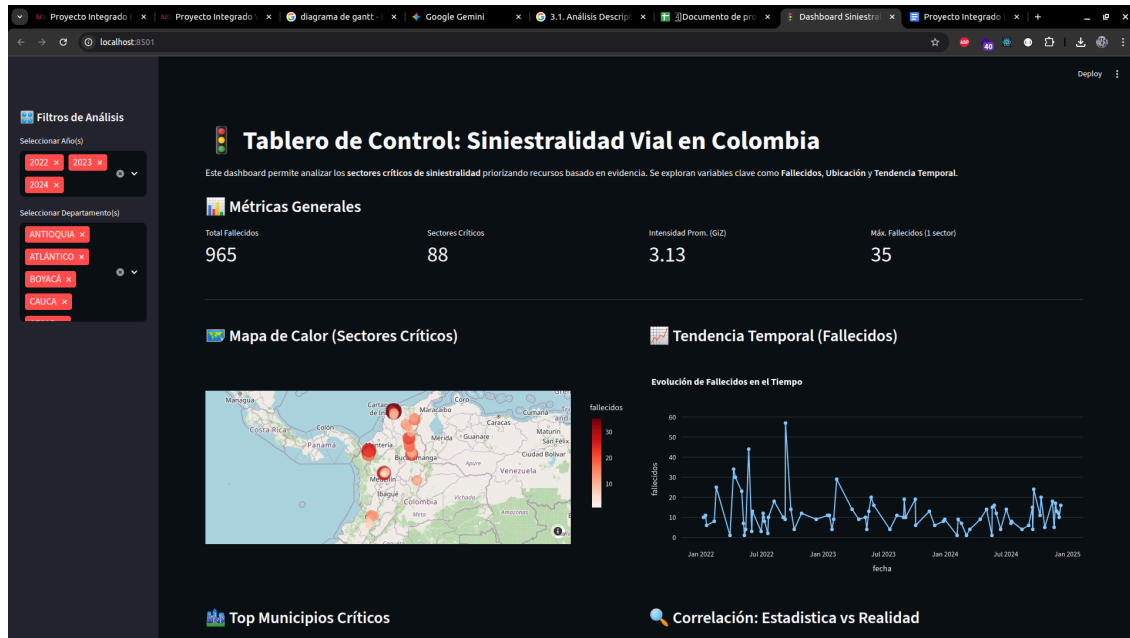 Proyecto Integrado
Proyecto Integrado
diagrama de gantt -
Google Gemini
3.1. Análisis Descript
Documento de pro
Dashboard Siniestral
Proyecto Integrado
localhost:8501
40
Deploy
Filtros de Análisis
Seleccionar Año(s)
2022 × 2023 ×
2024 ×
Seleccionar Departamento(s)
ANTIOQUIA ×
ATLÁNTICO ×
BOYACÁ ×
CAUCA ×
Tablero de Control: Siniestralidad Vial en Colombia
Este dashboard permite analizar los sectores críticos de siniestralidad priorizando recursos basado en evidencia. Se exploran variables clave como Fallecidos, Ubicación y Tendencia Temporal.
Métricas Generales
Total Fallecidos
965
Sectores Críticos
88
Intensidad Prom. (GiZ)
3.13
Máx. Fallecidos (1 sector)
35
Mapa de Calor (Sectores Críticos)
Managua
Costa Rica
Colón
Panamá
Coro
Maracaibo
Caracas
Cumaná
Maturín
San Félix
Mérida
Guanare
Ciudad Bolívar
Apure
Venezuela
Ibagué
Colombia
Vichada
Meta
Amazonas
fallecidos
30
20
10
Tendencia Temporal (Fallecidos)
Evolución de Fallecidos en el Tiempo
fallecidos
60
50
40
30
20
10
0
Jan 2022
Jul 2022
Jan 2023
Jul 2023
Jan 2024
Jul 2024
Jan 2025
fecha
Top Municipios Críticos
Correlación: Estadistica vs Realidad